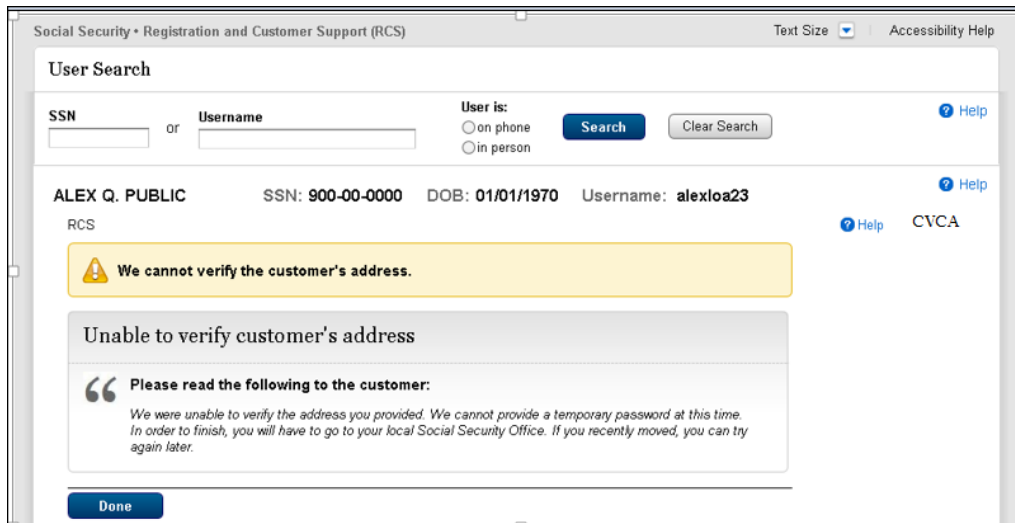 Social Security • Registration and Customer Support (RCS)
Text Size
Accessibility Help
User Search
SSN
or
Username
User is:
on phone
in person
Search
Clear Search
Help
ALEX Q. PUBLIC
SSN: 900-00-0000
DOB: 01/01/1970
Username: alexloa23
Help
RCS
Help
CVCA
We cannot verify the customer's address.
Unable to verify customer's address
Please read the following to the customer:
We were unable to verify the address you provided. We cannot provide a temporary password at this time.
In order to finish, you will have to go to your local Social Security Office. If you recently moved, you can try
again later.
Done